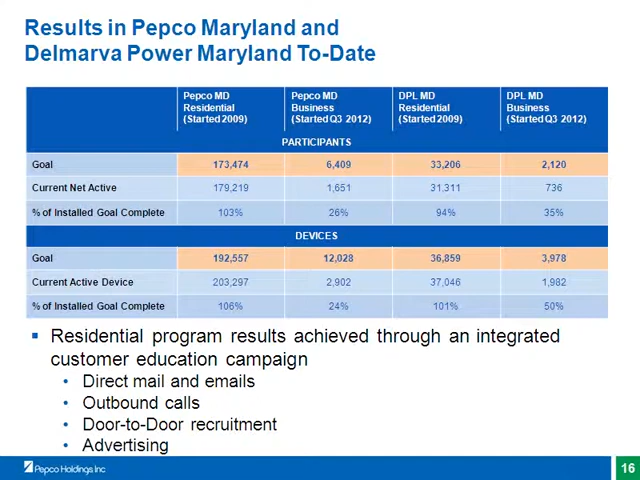 Results in Pepco Maryland and
Delmarva Power Maryland To-Date
Pepco MD Residential (Started 2009) Pepco MD Business (Started Q3 2012) DPL MD Residential (Started 2009) DPL MD Business (Started Q3 2012)
PARTICIPANTS
Goal 173,474 6,409 33,206 2,120
Current Net Active 179,219 1,651 31,311 736
% of Installed Goal Complete 103% 26% 94% 35%
DEVICES
Goal 192,557 12,028 36,859 3,978
Current Active Device 203,297 2,902 37,046 1,982
% of Installed Goal Complete 106% 24% 101% 50%
▪ Residential program results achieved through an integrated
customer education campaign
• Direct mail and emails
• Outbound calls
• Door-to-Door recruitment
• Advertising
Pepco Holdings Inc 16